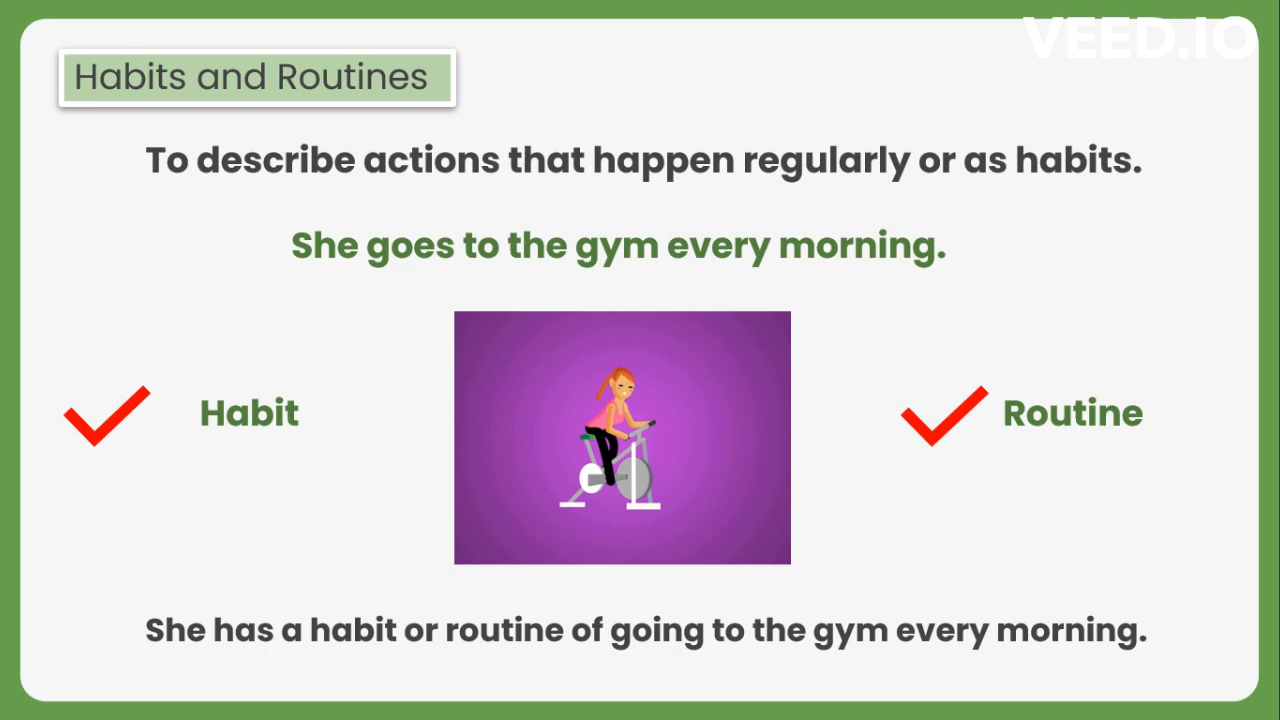 VEED.IO
Habits and Routines
To describe actions that happen regularly or as habits.
She goes to the gym every morning.
Habit
Routine
She has a habit or routine of going to the gym every morning.